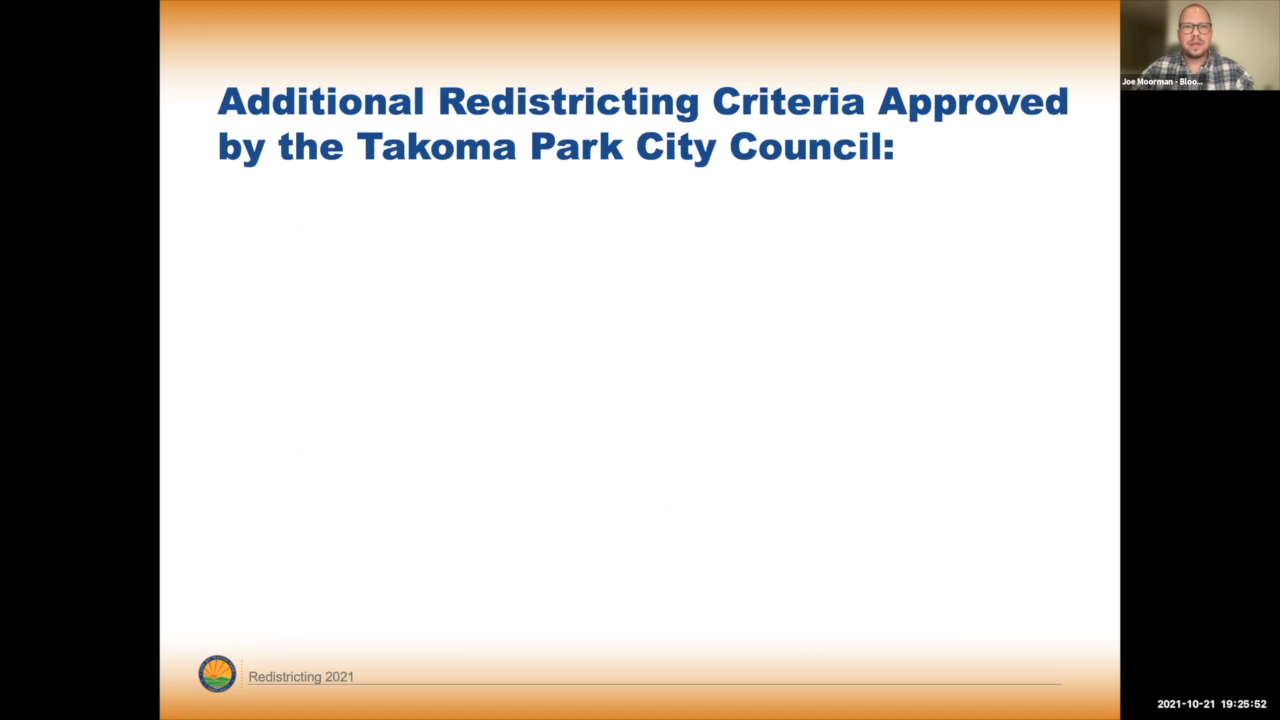 Additional Redistricting Criteria Approved
by the Takoma Park City Council:
Joe Moorman - Bloo...
Redistricting 2021
2021-10-21 19:25:52